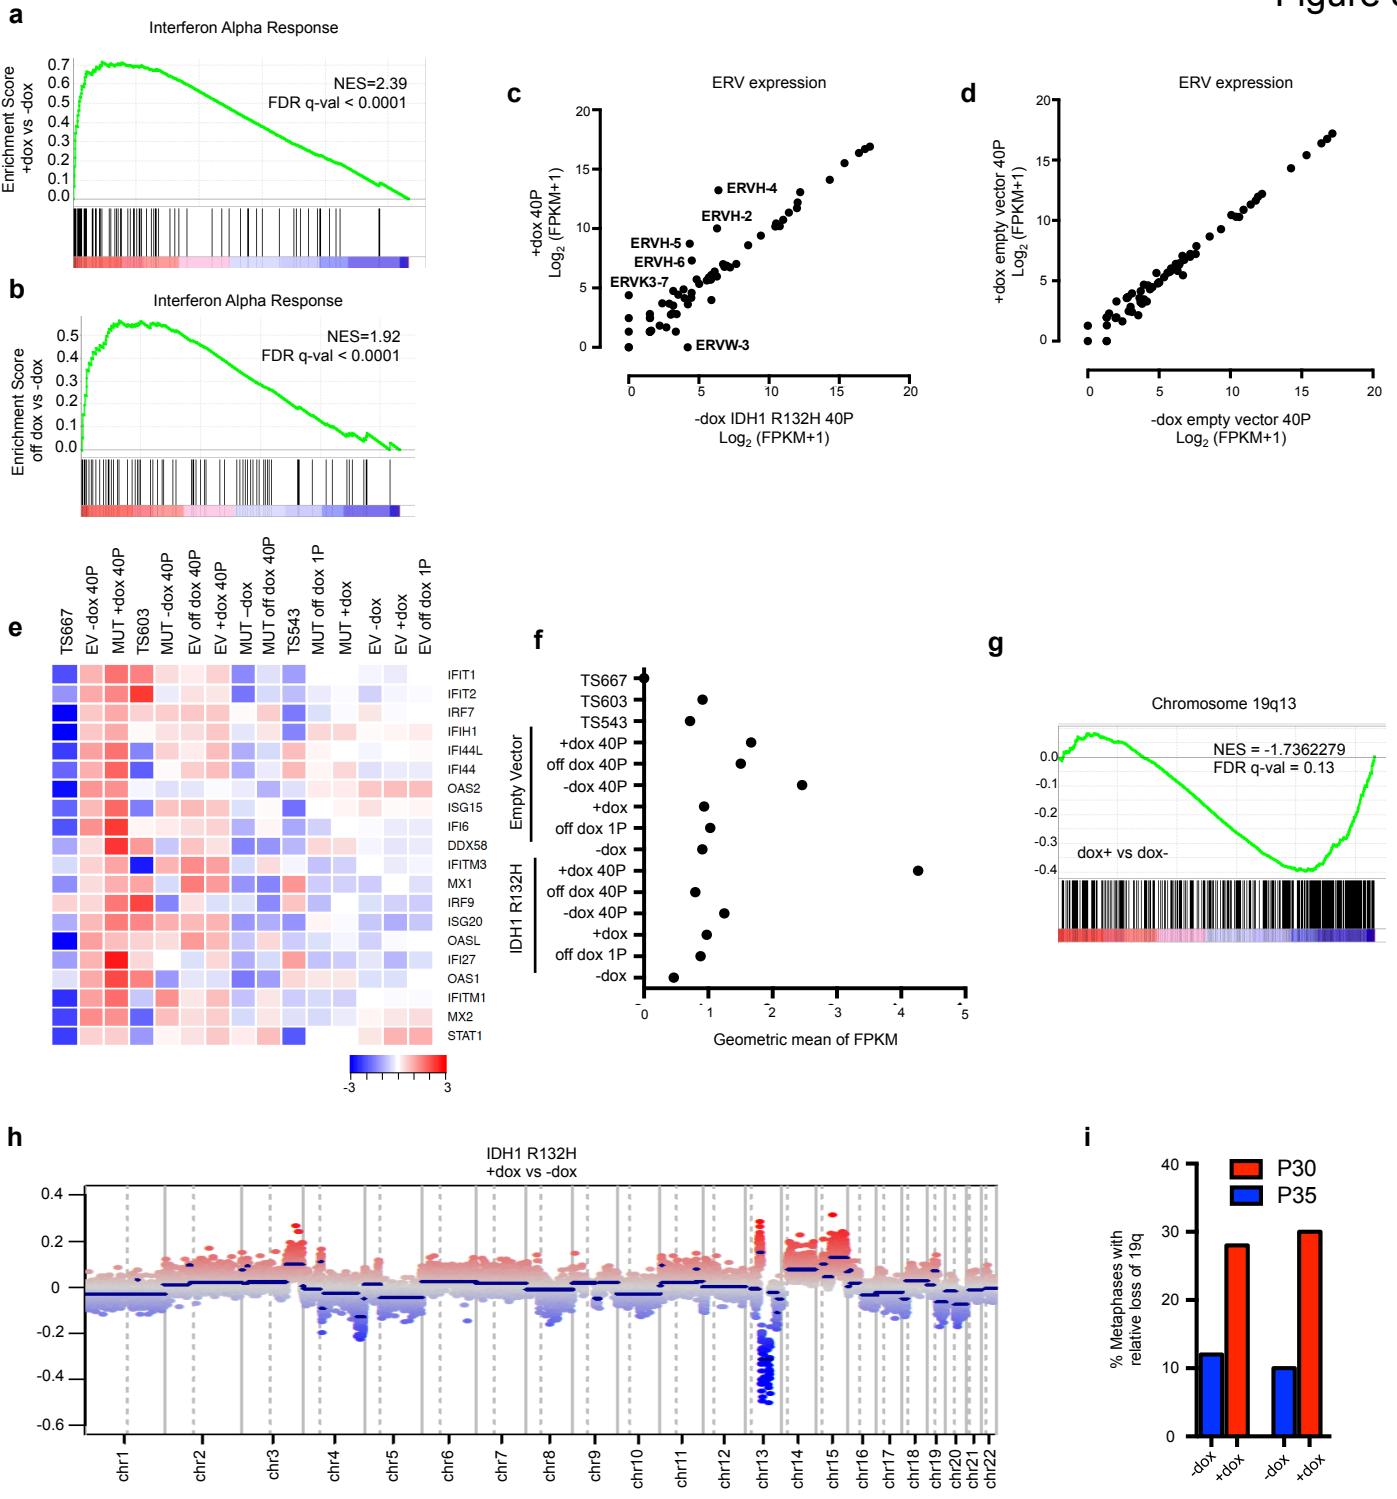 Figure
a
Interferon Alpha Response
Enrichment Score
+dox vs -dox
0.7
0.6
0.5
0.4
0.3
0.2
0.1
0.0
NES=2.39
FDR q-val < 0.0001
b
Interferon Alpha Response
Enrichment Score
off dox vs -dox
0.5
0.4
0.3
0.2
0.1
0.0
NES=1.92
FDR q-val < 0.0001
c
ERV expression
+dox 40P
Log2 (FPKM+1)
20
15
10
5
0
ERVH-4
ERVH-2
ERVH-5
ERVH-6
ERVK3-7
ERVW-3
0 5 10 15 20
-dox IDH1 R132H 40P
Log2 (FPKM+1)
d
ERV expression
+dox empty vector 40P
Log2 (FPKM+1)
20
15
10
5
0
0 5 10 15 20
-dox empty vector 40P
Log2 (FPKM+1)
e
TS667
EV -dox 40P
MUT +dox 40P
TS603
MUT -dox 40P
EV off dox 40P
EV +dox 40P
MUT –dox
MUT off dox 40P
TS543
MUT off dox 1P
MUT +dox
EV -dox
EV +dox
EV off dox 1P
IFIT1
IFIT2
IRF7
IFIH1
IFI44L
IFI44
OAS2
ISG15
IFI6
DDX58
IFITM3
MX1
IRF9
ISG20
OASL
IFI27
OAS1
IFITM1
MX2
STAT1
-3 3
f
TS667
TS603
TS543
Empty Vector
+dox 40P
off dox 40P
-dox 40P
+dox
off dox 1P
-dox
IDH1 R132H
+dox 40P
off dox 40P
-dox 40P
+dox
off dox 1P
-dox
0 1 2 3 4 5
Geometric mean of FPKM
g
Chromosome 19q13
0.0
-0.1
-0.2
-0.3
-0.4
NES = -1.7362279
FDR q-val = 0.13
dox+ vs dox-
h
IDH1 R132H
+dox vs -dox
0.4
0.2
0
-0.2
-0.4
-0.6
chr1
chr2
chr3
chr4
chr5
chr6
chr7
chr8
chr9
chr10
chr11
chr12
chr13
chr14
chr15
chr16
chr17
chr18
chr19
chr20
chr21
chr22
i
% Metaphases with
relative loss of 19q
40
30
20
10
0
P30
P35
-dox
+dox
-dox
+dox